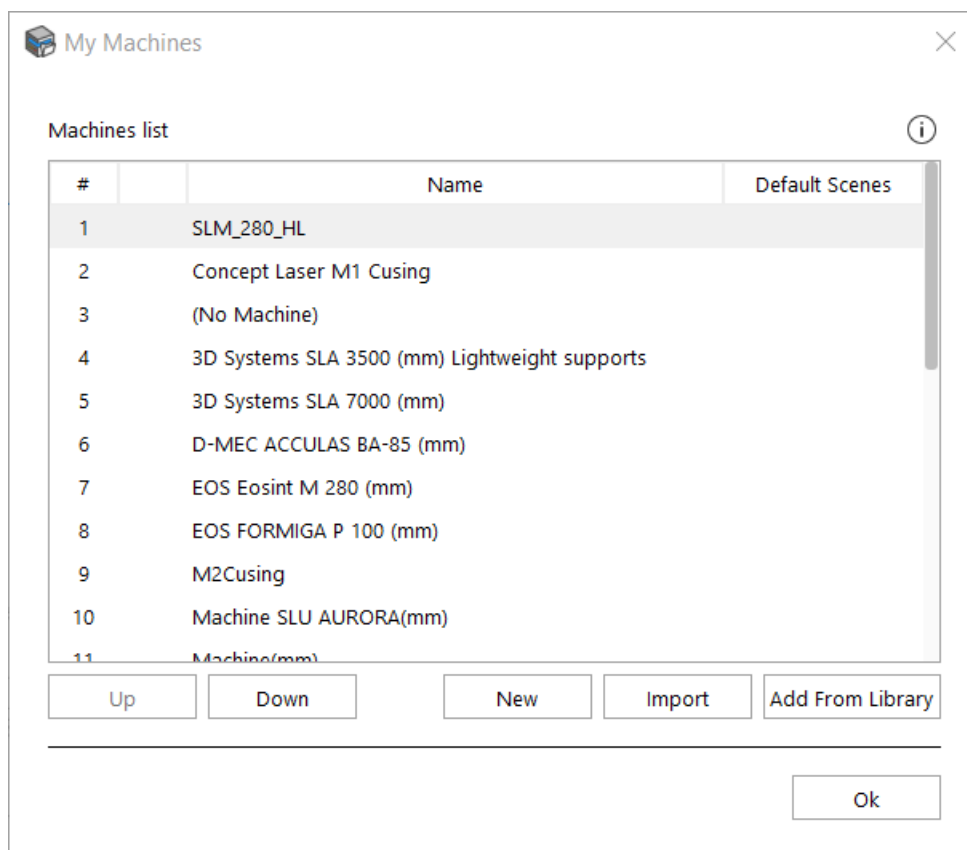 My Machines
Machines list
# Name Default Scenes
1 SLM_280_HL
2 Concept Laser M1 Cusing
3 (No Machine)
4 3D Systems SLA 3500 (mm) Lightweight supports
5 3D Systems SLA 7000 (mm)
6 D-MEC ACCULAS BA-85 (mm)
7 EOS Eosint M 280 (mm)
8 EOS FORMIGA P 100 (mm)
9 M2Cusing
10 Machine SLU AURORA(mm)
11 Machine(mm)
Up Down New Import Add From Library
Ok